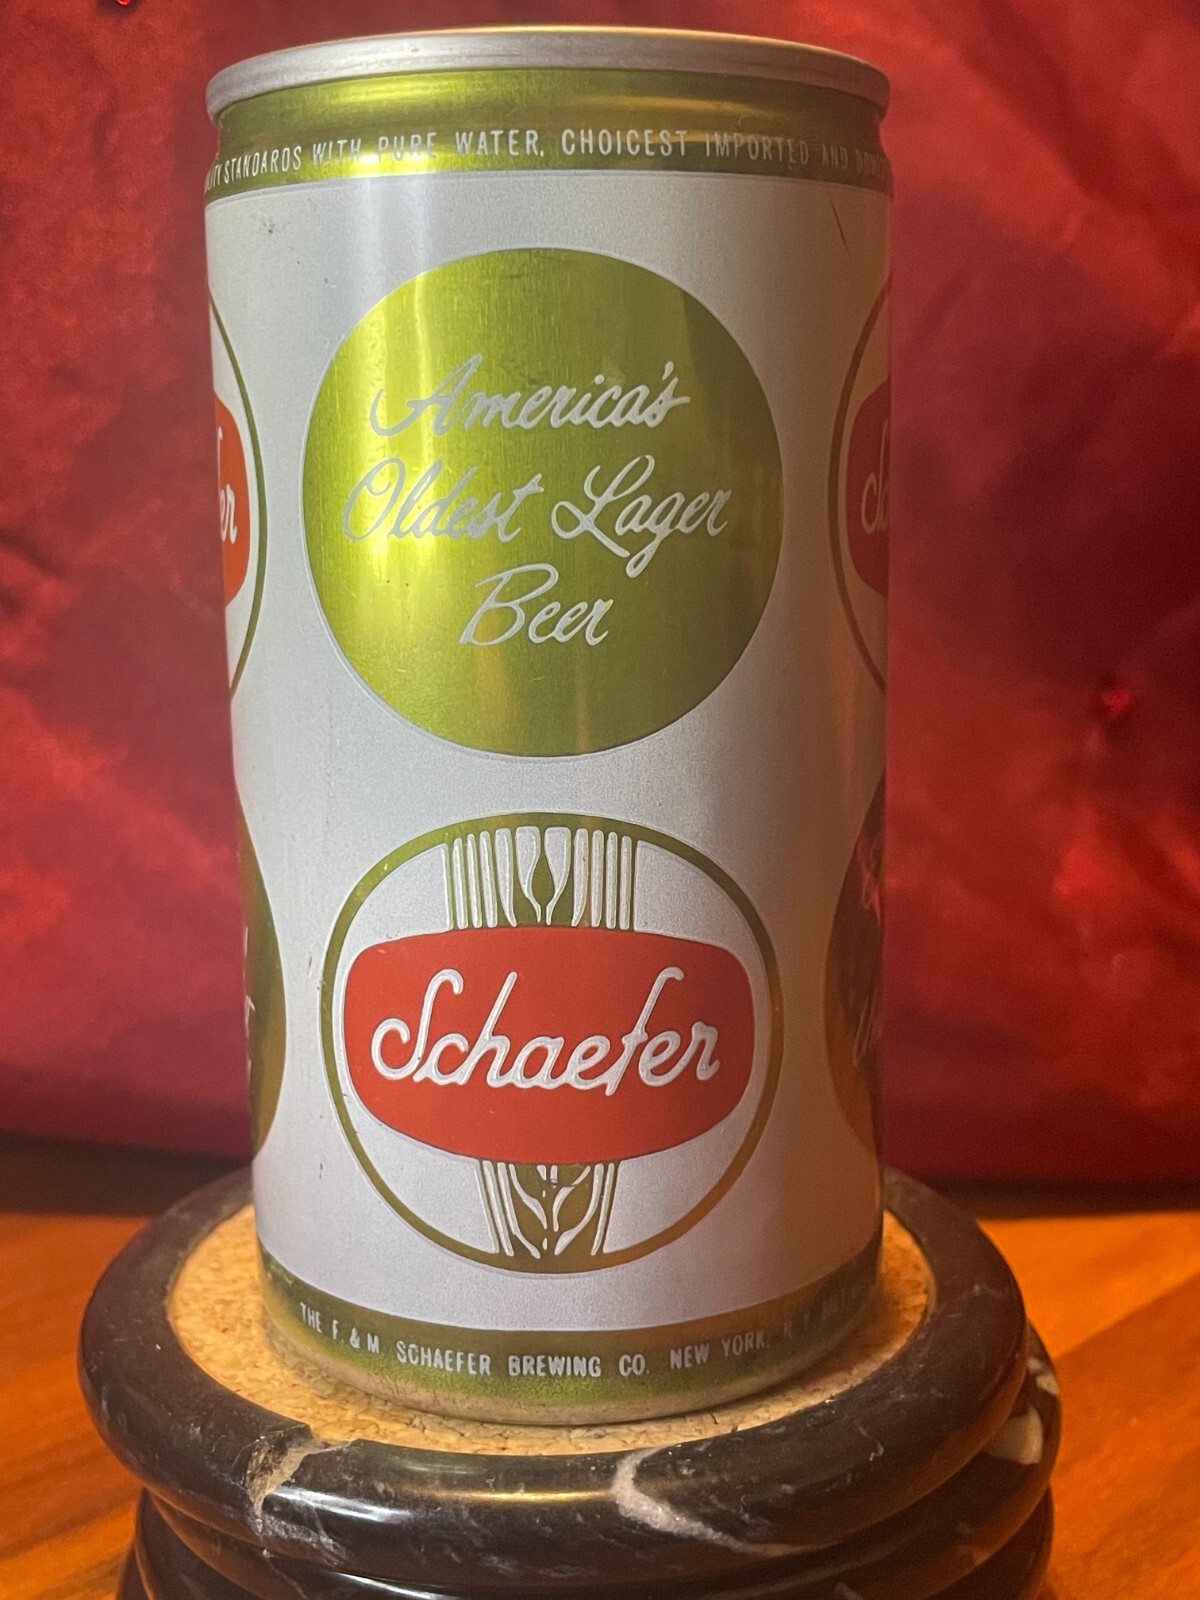 STANDARDS WITH PURE WATER, CHOICEST IMPORTED AND
America's
Oldest Lager
Beer
Schaefer
THE F. & M. SCHAEFER BREWING CO. NEW YORK, N.Y.